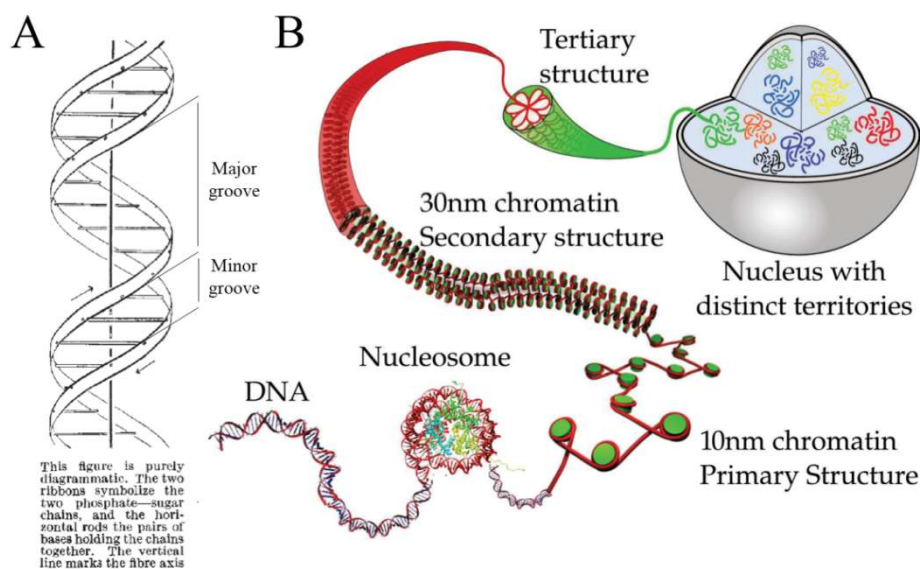 A
Major
groove
Minor
groove
This figure is purely
diagrammatic. The two
ribbons symbolize the
two phosphate—sugar
chains, and the hori-
zontal rods the pairs of
bases holding the chains
together. The vertical
line marks the fibre axis
B
Tertiary
structure
30nm chromatin
Secondary structure
Nucleus with
distinct territories
Nucleosome
DNA
10nm chromatin
Primary Structure